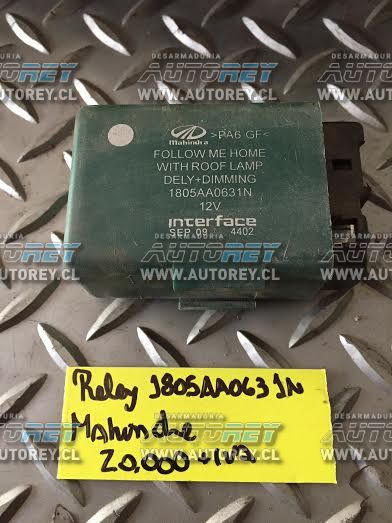 DESARMADURIA
AUTOREY
WWW.AUTOREY.CL
Mahindra
>PA6 GF<
FOLLOW ME HOME
WITH ROOF LAMP
DELY+DIMMING
1805AA0631N
12V
interface
SEP.09 4402
Reley 1805AA0631N
Mahindra
20.000+IVA